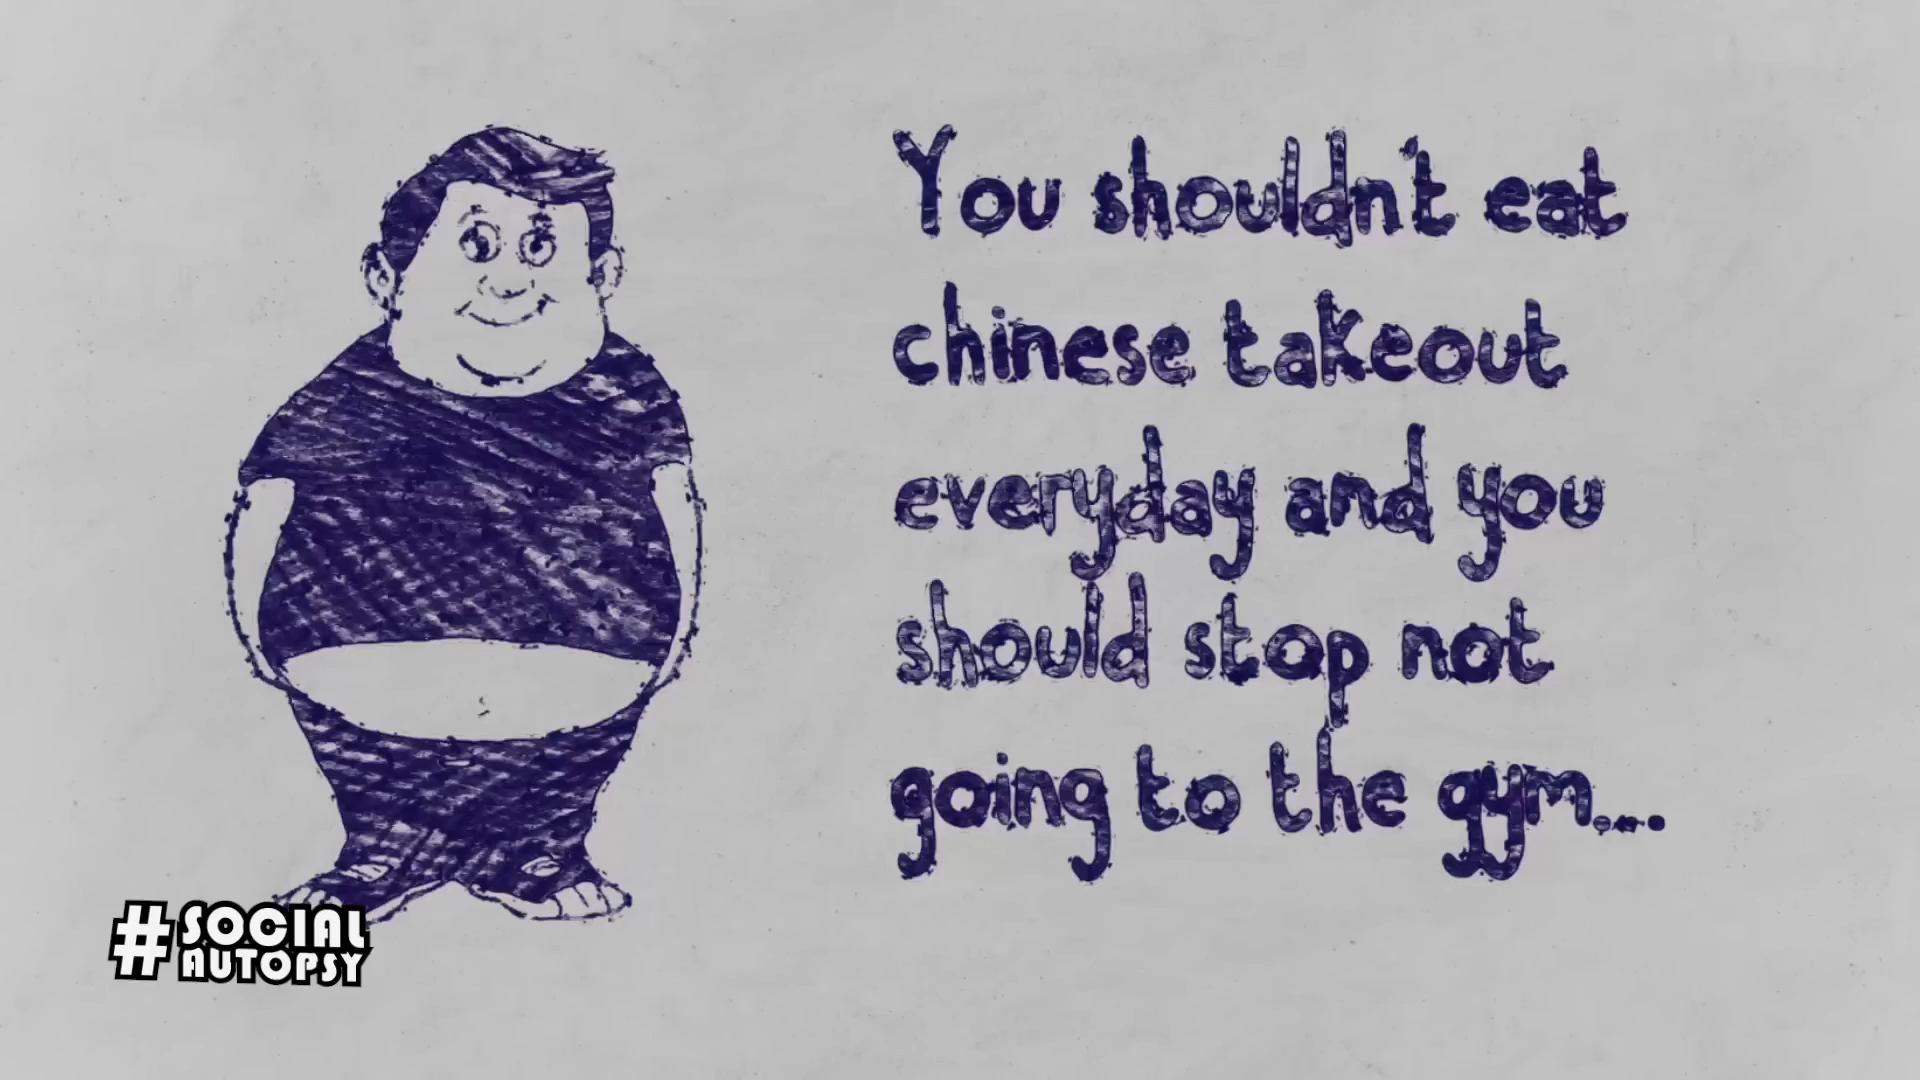 You shouldn't eat
chinese takeout
everyday and you
should stop not
going to the gym....
#SOCIAL
AUTOPSY